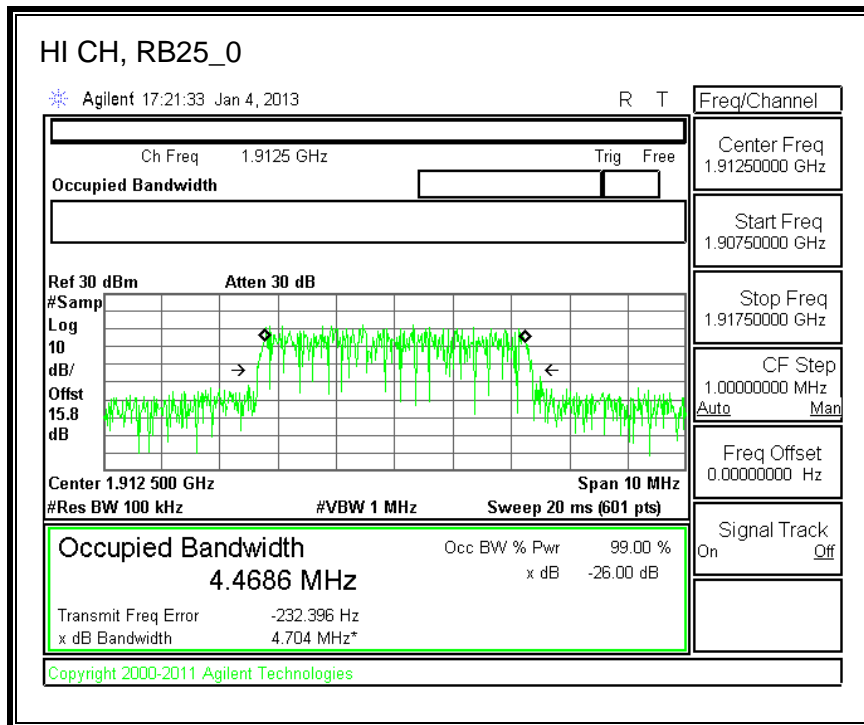 HI CH, RB25_0
Agilent 17:21:33 Jan 4, 2013 R T
Freq/Channel
Ch Freq 1.9125 GHz Trig Free
Occupied Bandwidth
Center Freq
1.91250000 GHz
Start Freq
1.90750000 GHz
Stop Freq
1.91750000 GHz
CF Step
1.00000000 MHz
Auto Man
Freq Offset
0.00000000 Hz
Signal Track
On Off
Ref 30 dBm Atten 30 dB
#Samp
Log
10
dB/
Offst
15.8
dB
Center 1.912 500 GHz Span 10 MHz
#Res BW 100 kHz #VBW 1 MHz Sweep 20 ms (601 pts)
Occupied Bandwidth
4.4686 MHz
Occ BW % Pwr 99.00 %
x dB -26.00 dB
Transmit Freq Error -232.396 Hz
x dB Bandwidth 4.704 MHz*
Copyright 2000-2011 Agilent Technologies